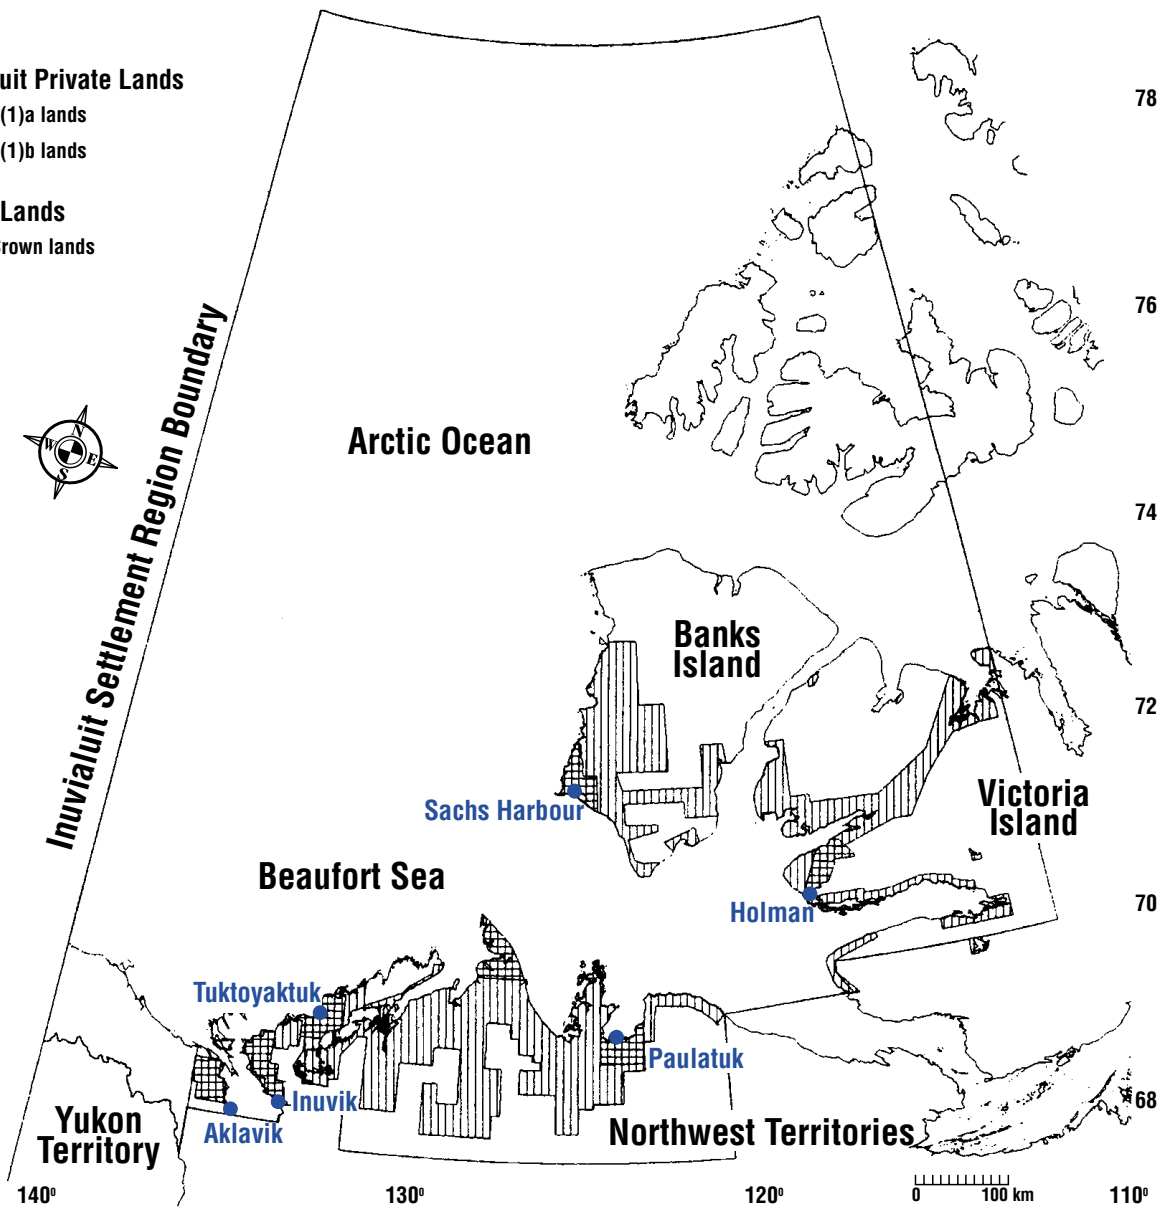 uit Private Lands
(1)a lands
(1)b lands
Lands
rown lands
78
76
74
72
70
68
Inuvialuit Settlement Region Boundary
N
W
E
S
Arctic Ocean
Banks
Island
Sachs Harbour
Victoria
Island
Beaufort Sea
Holman
Tuktoyaktuk
Paulatuk
Inuvik
Aklavik
Yukon
Territory
Northwest Territories
140⁰
130⁰
120⁰
110⁰
0
100 km